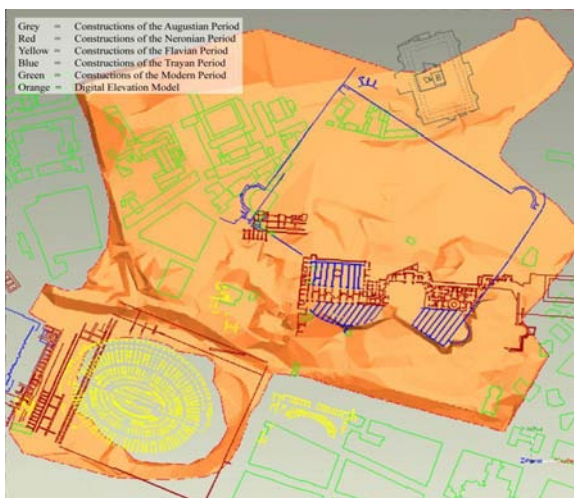 Grey = Constructions of the Augustian Period
Red = Constructions of the Neronian Period
Yellow = Constructions of the Flavian Period
Blue = Constructions of the Trayan Period
Green = Constuctions of the Modern Period
Orange = Digital Elevation Model